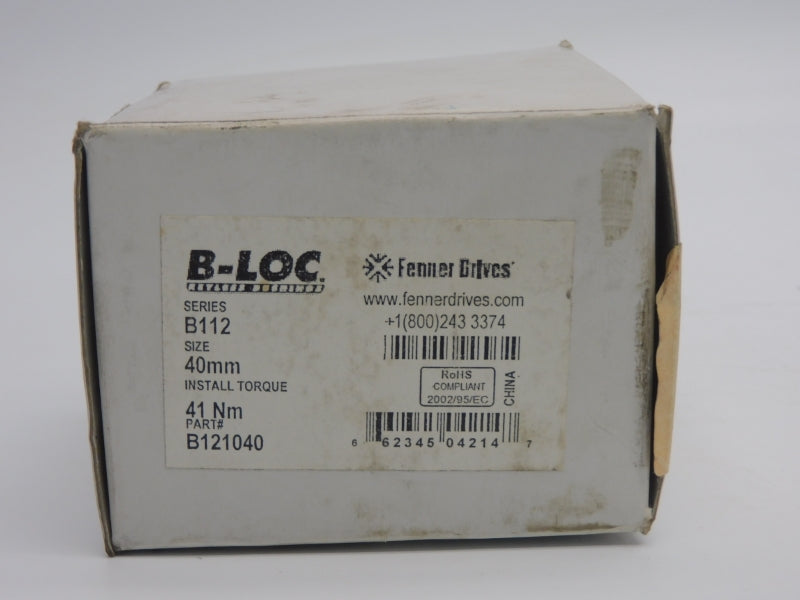 B-LOC
KEYLESS BUSHINGS
SERIES
B112
SIZE
40mm
INSTALL TORQUE
41 Nm
PART#
B121040
Fenner Drives
www.fennerdrives.com
+1(800)243 3374
RoHS
COMPLIANT
2002/95/EC
CHINA
6 62345 04214 7